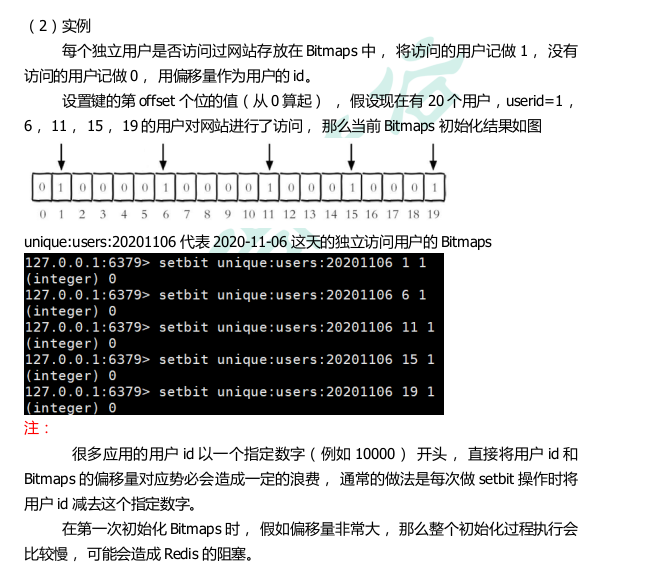 （2）实例
每个独立用户是否访问过网站存放在 Bitmaps 中， 将访问的用户记做 1， 没有
访问的用户记做 0， 用偏移量作为用户的 id。
设置键的第 offset 个位的值（从 0 算起） ， 假设现在有 20 个用户，userid=1，
6， 11， 15， 19 的用户对网站进行了访问， 那么当前 Bitmaps 初始化结果如图
0 1 0 0 0 0 1 0 0 0 0 1 0 0 0 1 0 0 0 1
0 1 2 3 4 5 6 7 8 9 10 11 12 13 14 15 16 17 18 19
unique:users:20201106 代表 2020-11-06 这天的独立访问用户的 Bitmaps
127.0.0.1:6379> setbit unique:users:20201106 1 1
(integer) 0
127.0.0.1:6379> setbit unique:users:20201106 6 1
(integer) 0
127.0.0.1:6379> setbit unique:users:20201106 11 1
(integer) 0
127.0.0.1:6379> setbit unique:users:20201106 15 1
(integer) 0
127.0.0.1:6379> setbit unique:users:20201106 19 1
(integer) 0
注：
很多应用的用户 id 以一个指定数字（例如 10000 ） 开头， 直接将用户 id 和
Bitmaps 的偏移量对应势必会造成一定的浪费， 通常的做法是每次做 setbit 操作时将
用户 id 减去这个指定数字。
在第一次初始化 Bitmaps 时， 假如偏移量非常大， 那么整个初始化过程执行会
比较慢， 可能会造成 Redis 的阻塞。